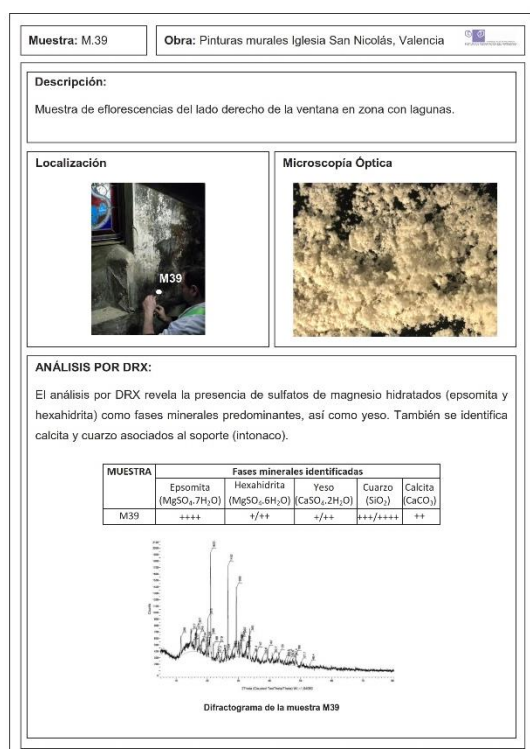 Muestra: M.39
Obra: Pinturas murales Iglesia San Nicolás, Valencia
Descripción:
Muestra de eflorescencias del lado derecho de la ventana en zona con lagunas.
Localización
M39
Microscopía Óptica
ANÁLISIS POR DRX:
El análisis por DRX revela la presencia de sulfatos de magnesio hidratados (epsomita y
hexahidrita) como fases minerales predominantes, así como yeso. También se identifica
calcita y cuarzo asociados al soporte (intonaco).
MUESTRA Fases minerales identificadas
Epsomita Hexahidrita Yeso Cuarzo Calcita
(MgSO₄.7H₂O) (MgSO₄.6H₂O) (CaSO₄.2H₂O) (SiO₂) (CaCO₃)
M39 ++++ +/++ +/++ +++/++++ ++
Difractograma de la muestra M39